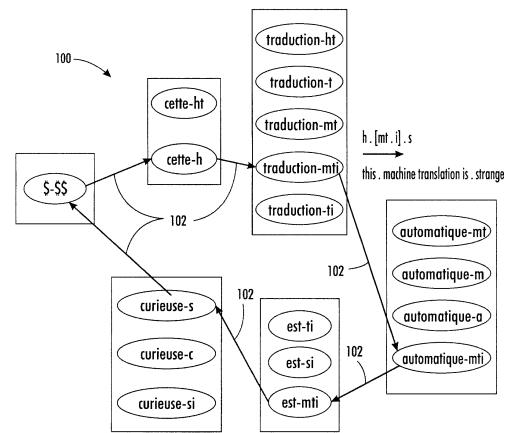 100
cette-ht
cette-h
$-$$
102
traduction-ht
traduction-t
traduction-mt
traduction-mti
traduction-ti
h . [mt . i] . s
this . machine translation is . strange
102
automatique-mt
automatique-m
automatique-a
automatique-mti
102
est-ti
est-si
est-mti
102
curieuse-s
curieuse-c
curieuse-si